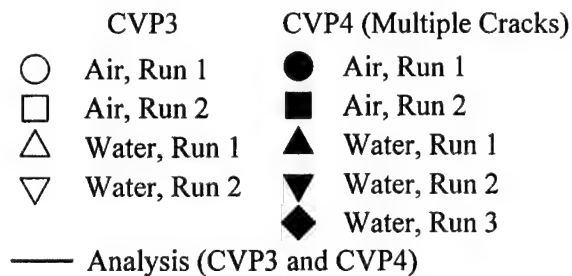 CVP3 CVP4 (Multiple Cracks)
Air, Run 1 Air, Run 1
Air, Run 2 Air, Run 2
Water, Run 1 Water, Run 1
Water, Run 2 Water, Run 2
Water, Run 3
Analysis (CVP3 and CVP4)